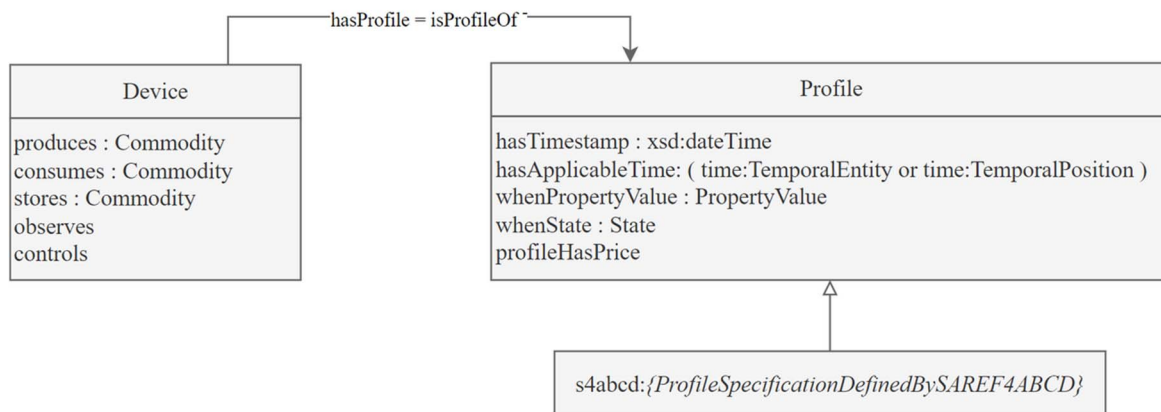 hasProfile = isProfileOf -
Device
produces : Commodity
consumes : Commodity
stores : Commodity
observes
controls
Profile
hasTimestamp : xsd:dateTime
hasApplicableTime: ( time:TemporalEntity or time:TemporalPosition )
whenPropertyValue : PropertyValue
whenState : State
profileHasPrice
s4abcd:{ProfileSpecificationDefinedBySAREF4ABCD}